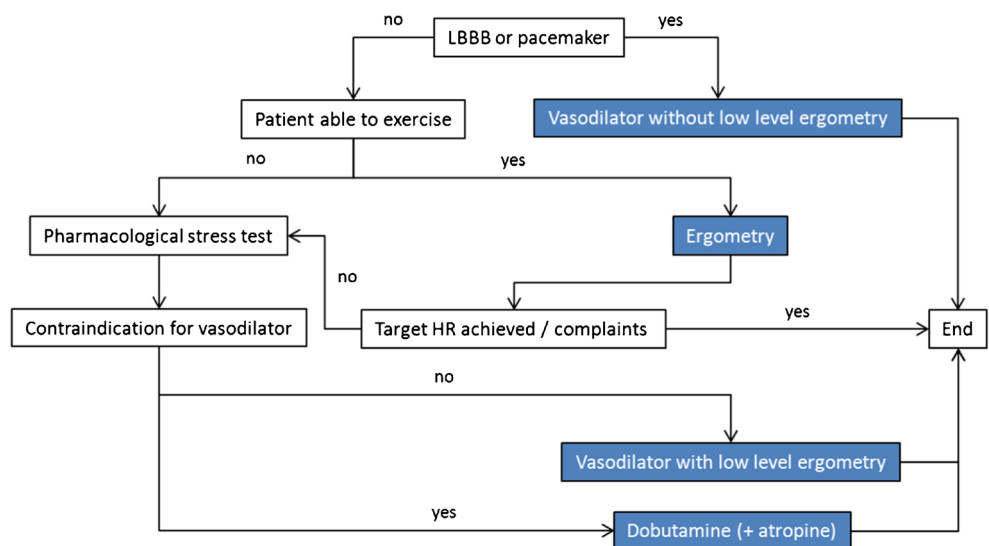 no
yes
LBBB or pacemaker
Patient able to exercise
Vasodilator without low level ergometry
no
yes
Pharmacological stress test
Ergometry
no
Contraindication for vasodilator
Target HR achieved / complaints
yes
End
no
Vasodilator with low level ergometry
yes
Dobutamine (+ atropine)